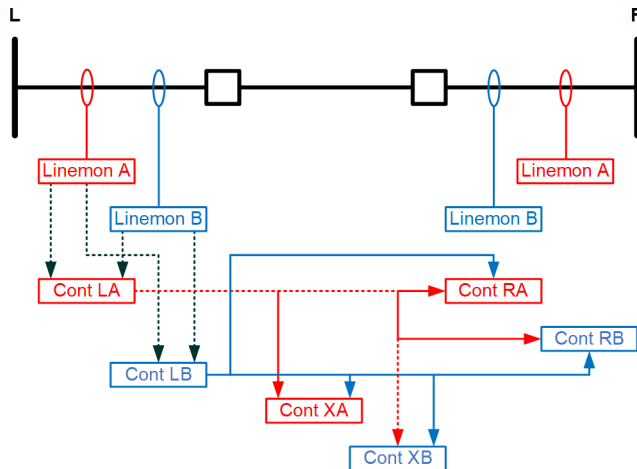 L
Linemon A
Linemon A
Linemon B
Linemon B
Cont LA
Cont RA
Cont RB
Cont LB
Cont XA
Cont XB